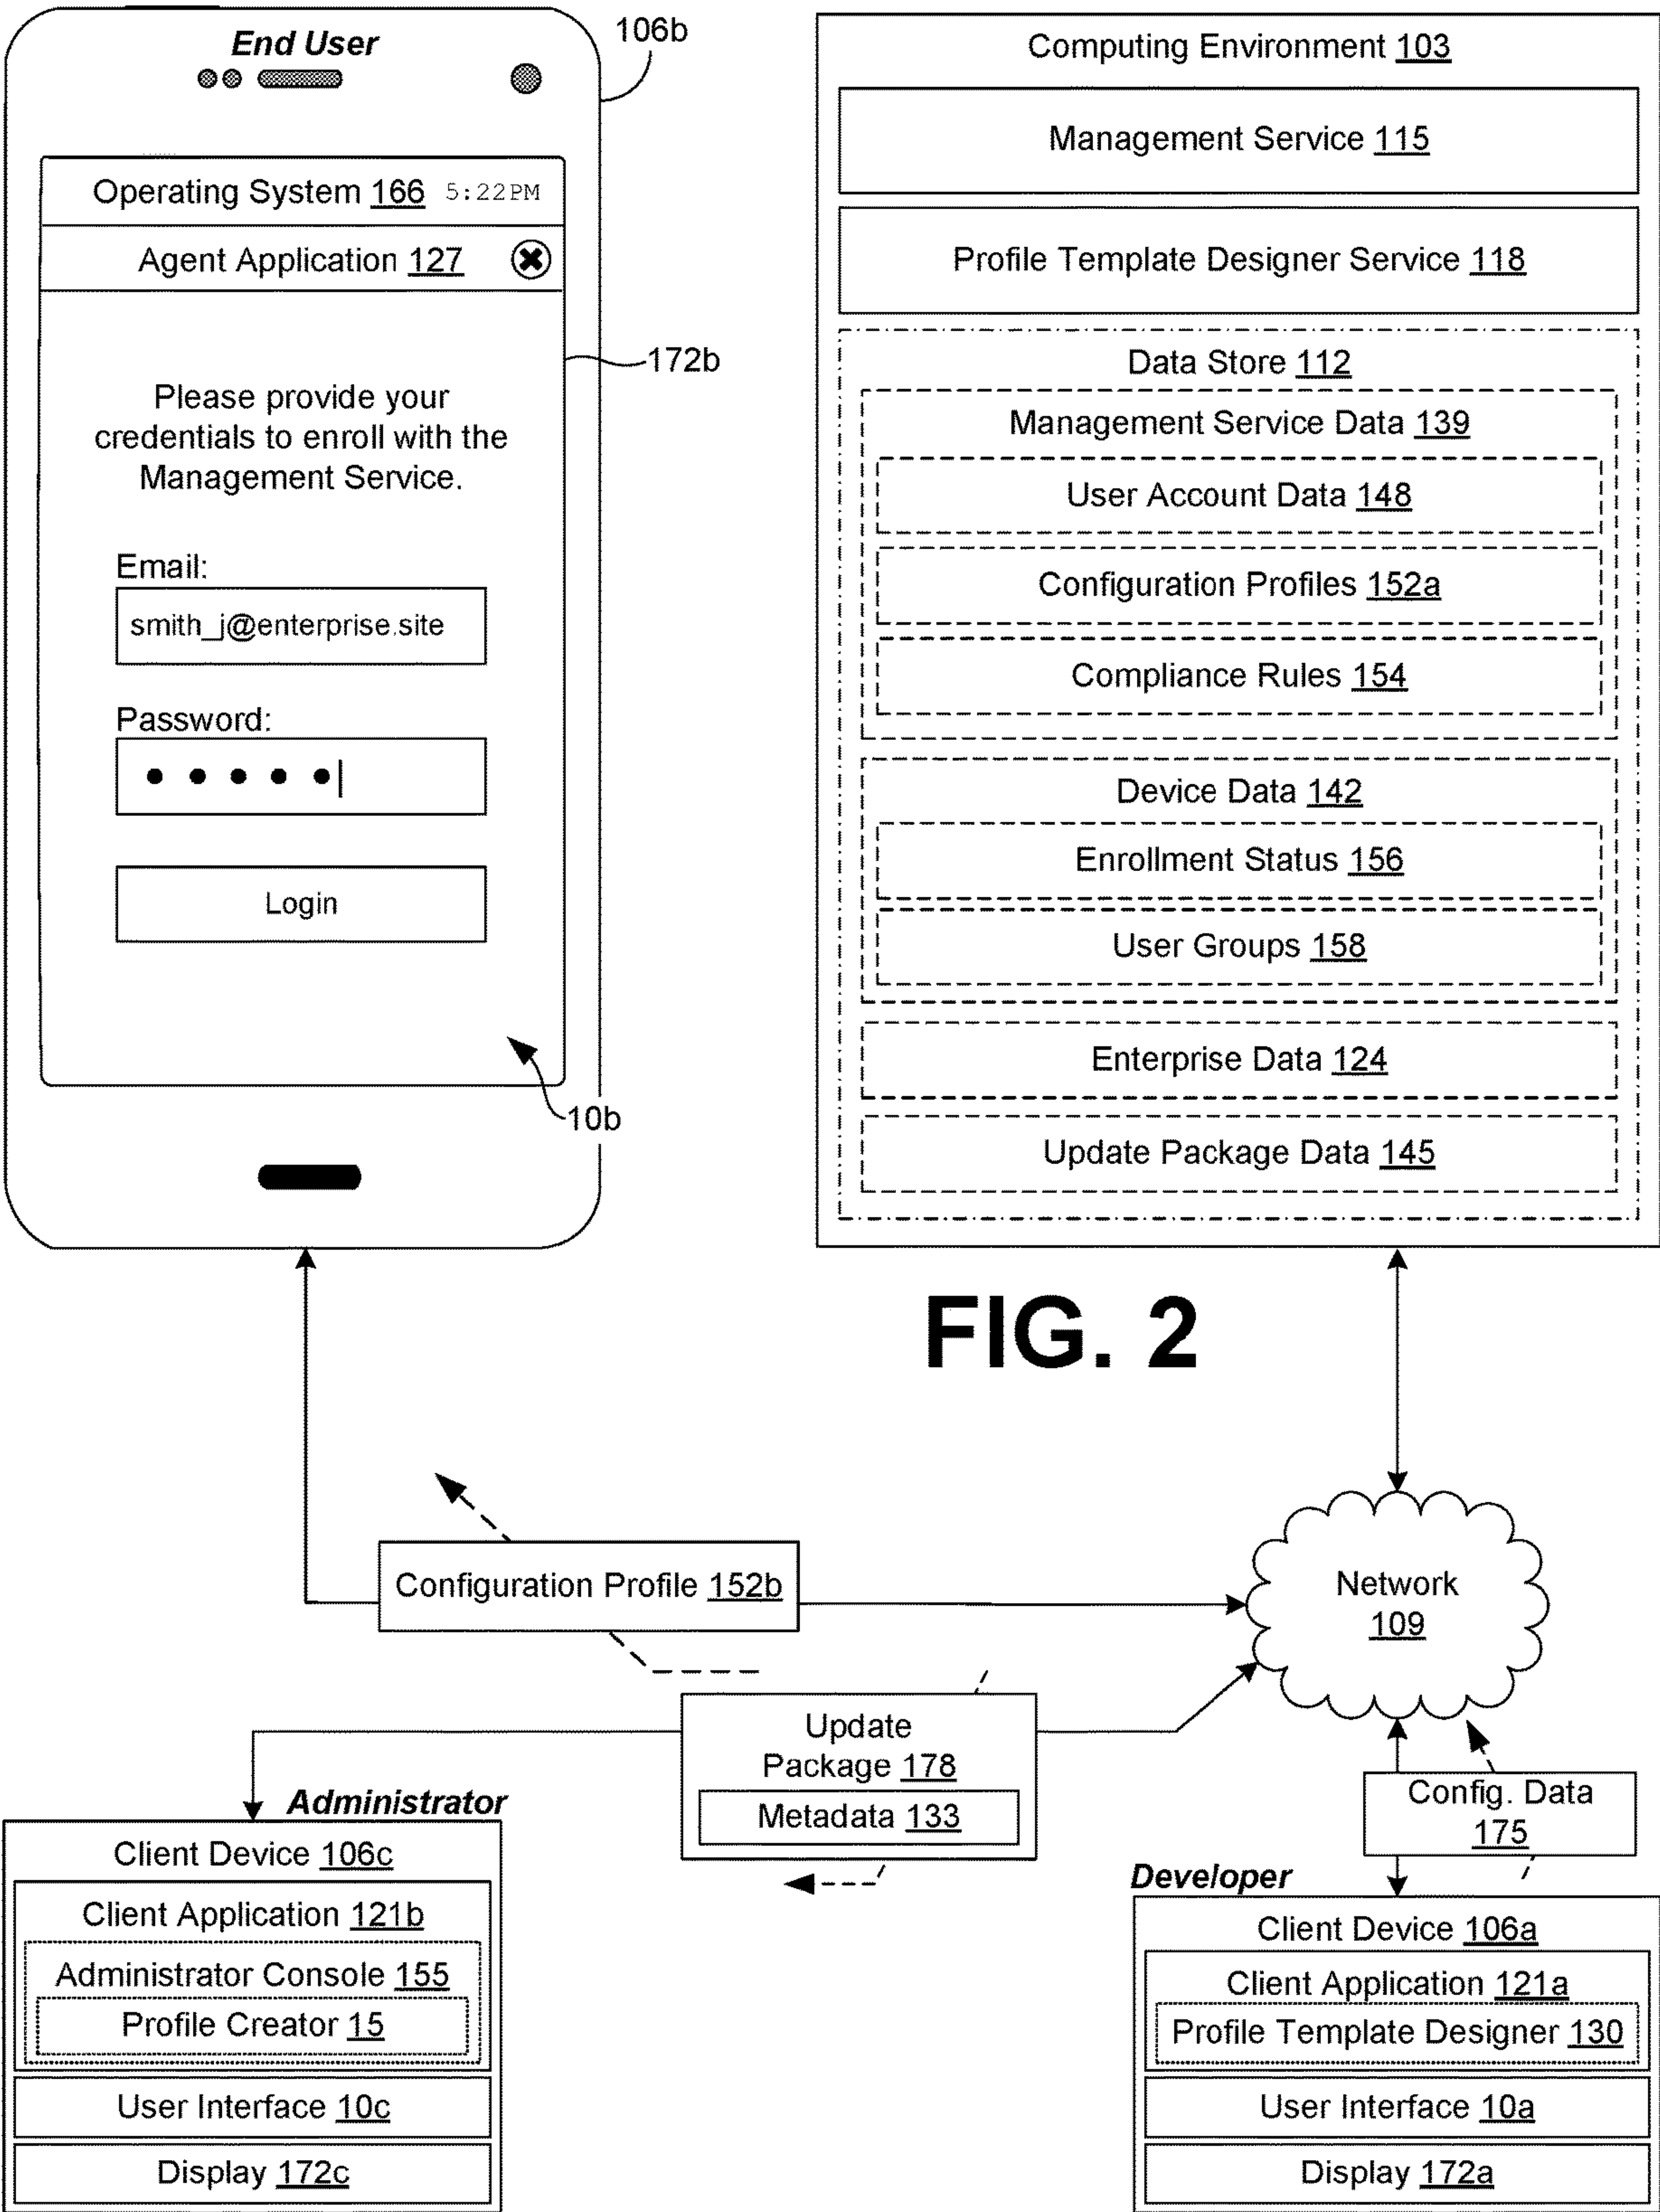 End User
106b
Operating System 166 5:22PM
Agent Application 127
172b
Please provide your
credentials to enroll with the
Management Service.
Email:
smith_j@enterprise.site
Password:
Login
10b
Computing Environment 103
Management Service 115
Profile Template Designer Service 118
Data Store 112
Management Service Data 139
User Account Data 148
Configuration Profiles 152a
Compliance Rules 154
Device Data 142
Enrollment Status 156
User Groups 158
Enterprise Data 124
Update Package Data 145
FIG. 2
Configuration Profile 152b
Network
109
Update
Package 178
Metadata 133
Config. Data
175
Administrator
Client Device 106c
Client Application 121b
Administrator Console 155
Profile Creator 15
User Interface 10c
Display 172c
Developer
Client Device 106a
Client Application 121a
Profile Template Designer 130
User Interface 10a
Display 172a